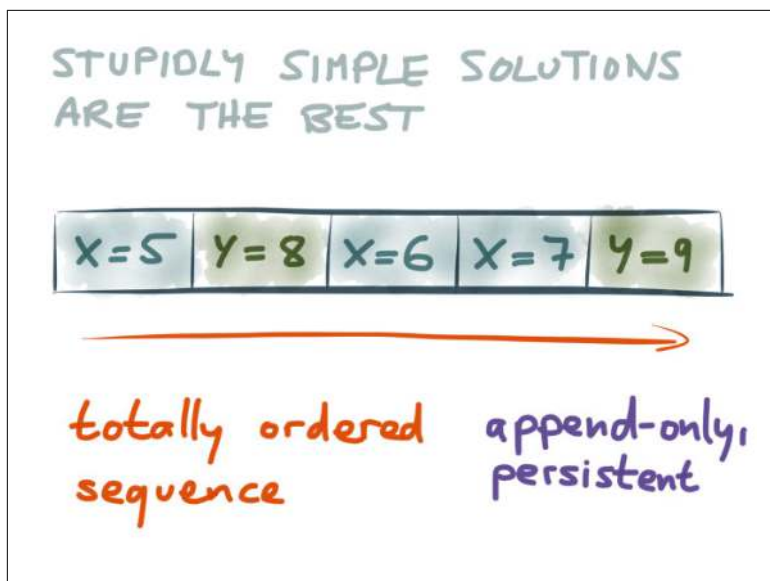 STUPIDLY SIMPLE SOLUTIONS
ARE THE BEST
X=5 Y=8 X=6 X=7 Y=9
totally ordered append-only,
sequence persistent